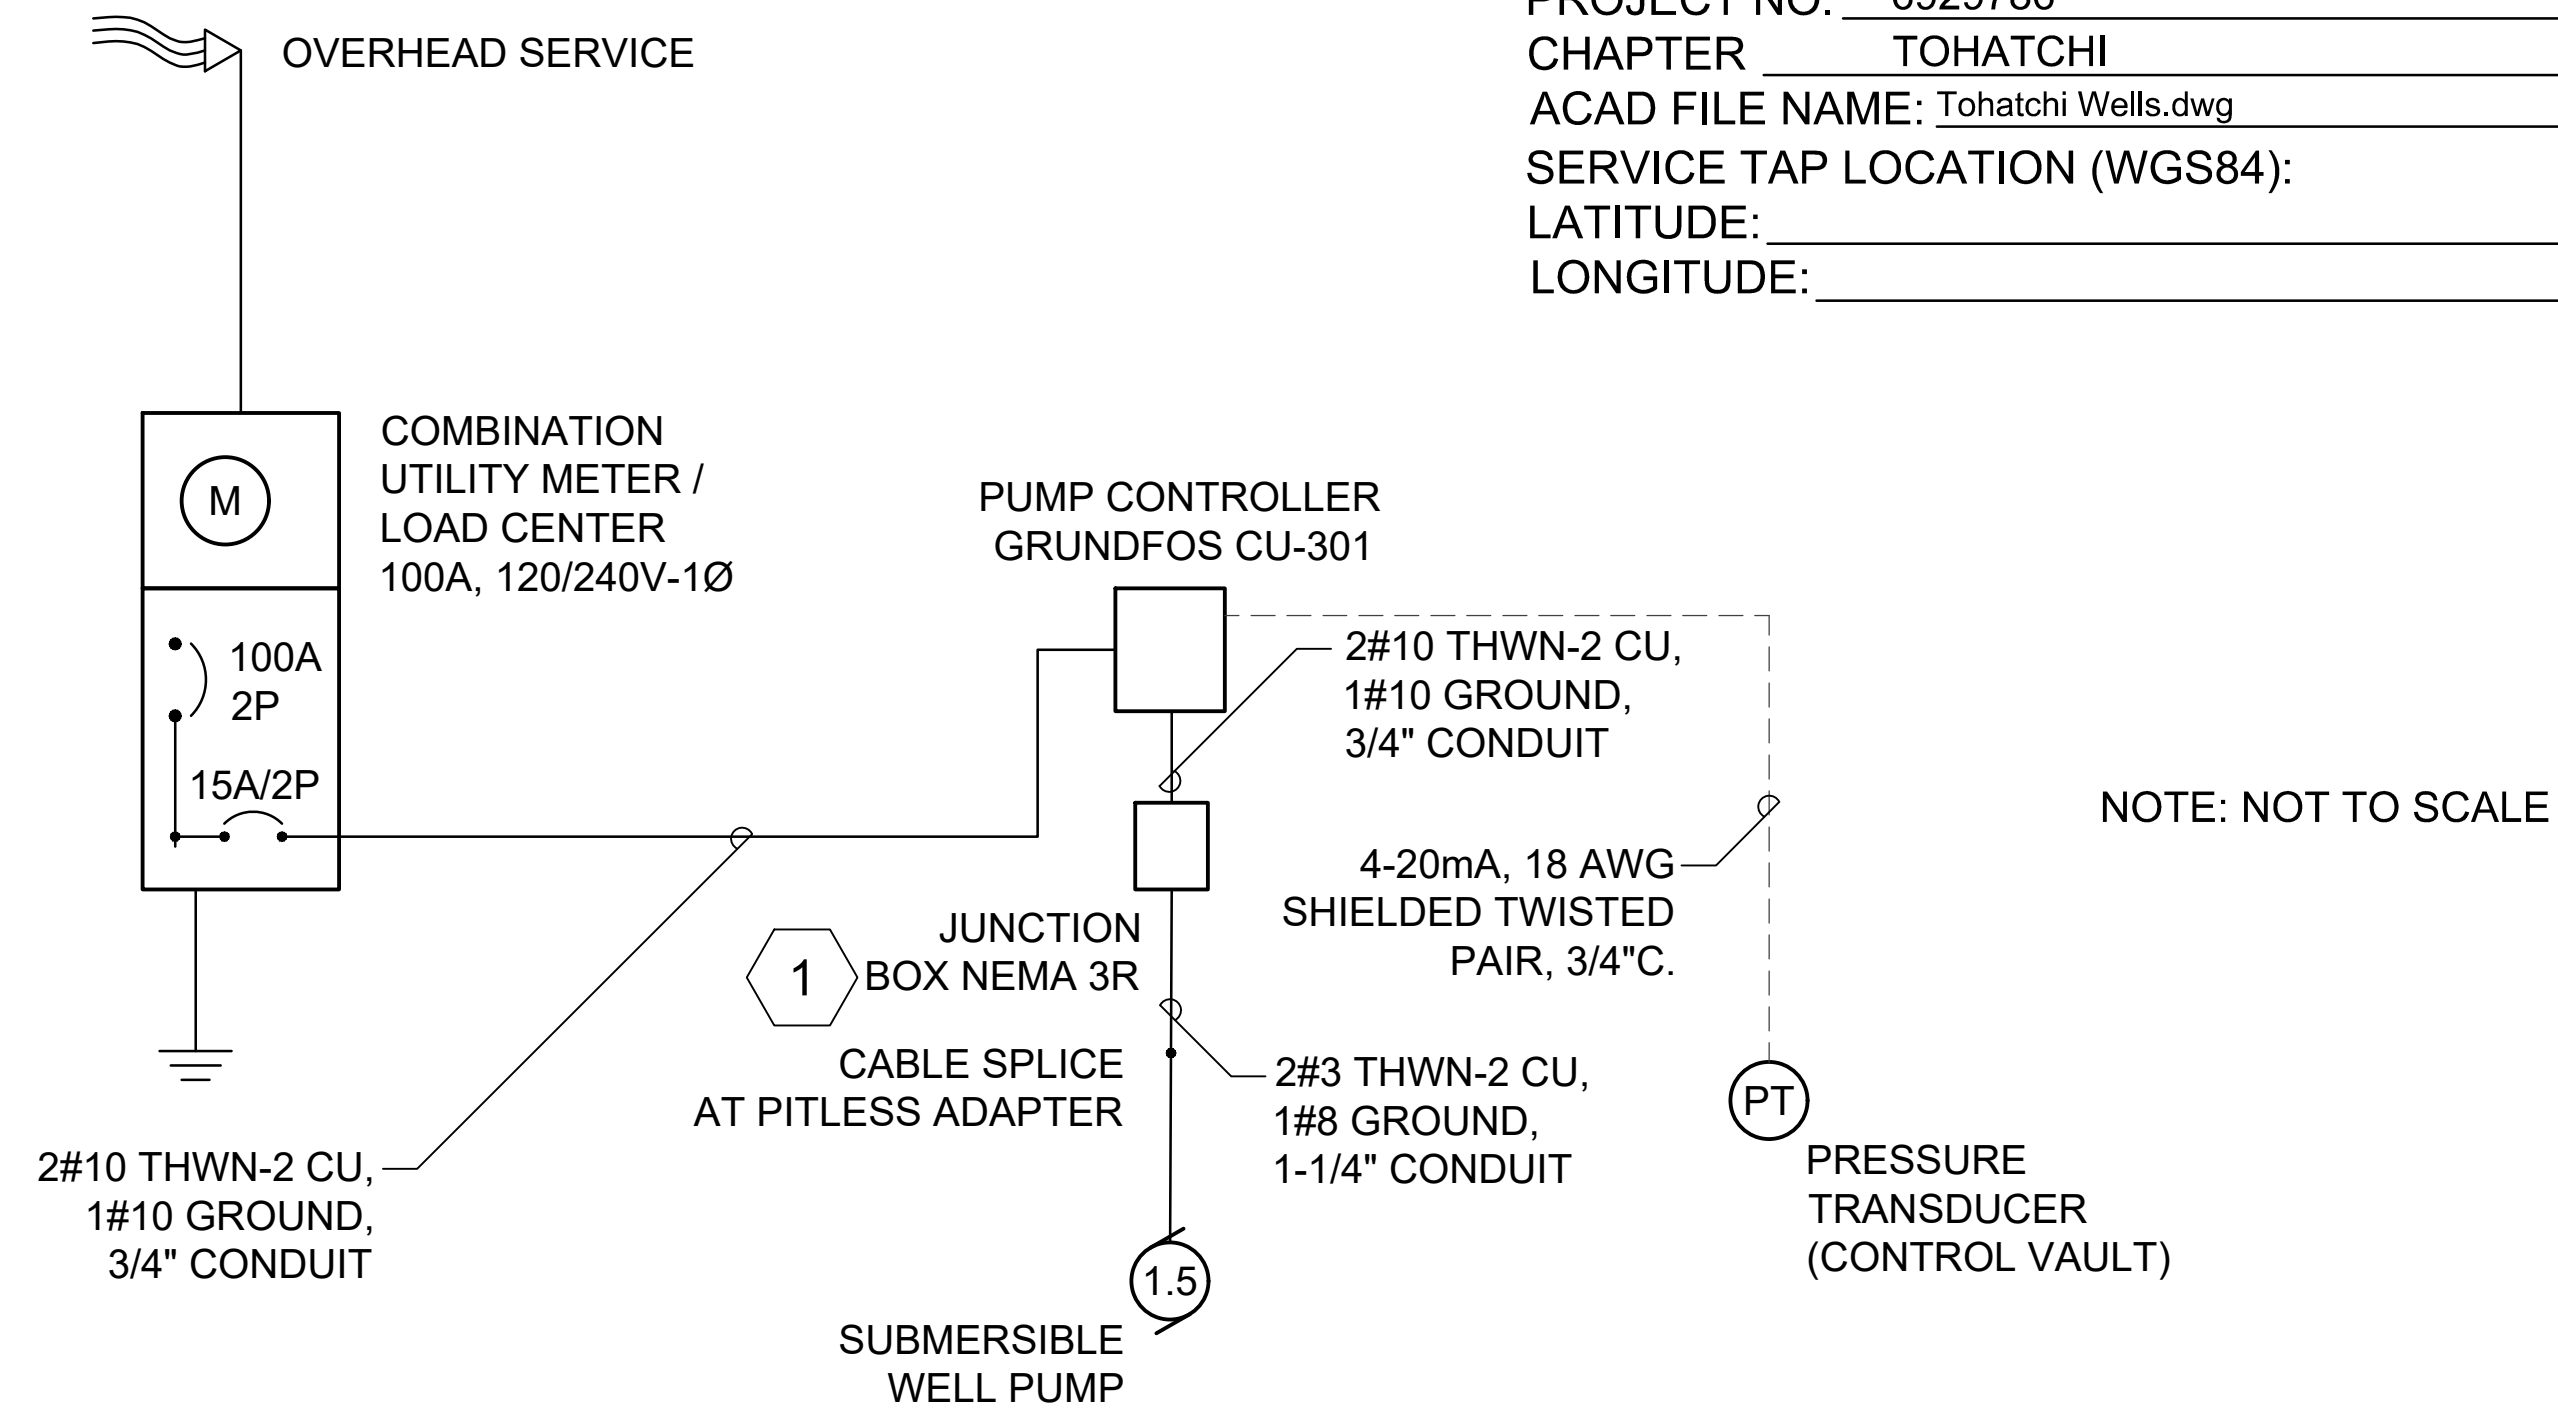 PROJECT NO:
CHAPTER TOHATCHI
ACAD FILE NAME: Tohatchi Wells.dwg
SERVICE TAP LOCATION (WGS84):
LATITUDE:
LONGITUDE:
OVERHEAD SERVICE
M
COMBINATION
UTILITY METER /
LOAD CENTER
100A, 120/240V-1Ø
100A
2P
15A/2P
PUMP CONTROLLER
GRUNDFOS CU-301
2#10 THWN-2 CU,
1#10 GROUND,
3/4" CONDUIT
NOTE: NOT TO SCALE
4-20mA, 18 AWG
SHIELDED TWISTED
PAIR, 3/4"C.
JUNCTION
BOX NEMA 3R
1
CABLE SPLICE
AT PITLESS ADAPTER
2#3 THWN-2 CU,
1#8 GROUND,
1-1/4" CONDUIT
PT
PRESSURE
TRANSDUCER
(CONTROL VAULT)
2#10 THWN-2 CU,
1#10 GROUND,
3/4" CONDUIT
1.5
SUBMERSIBLE
WELL PUMP